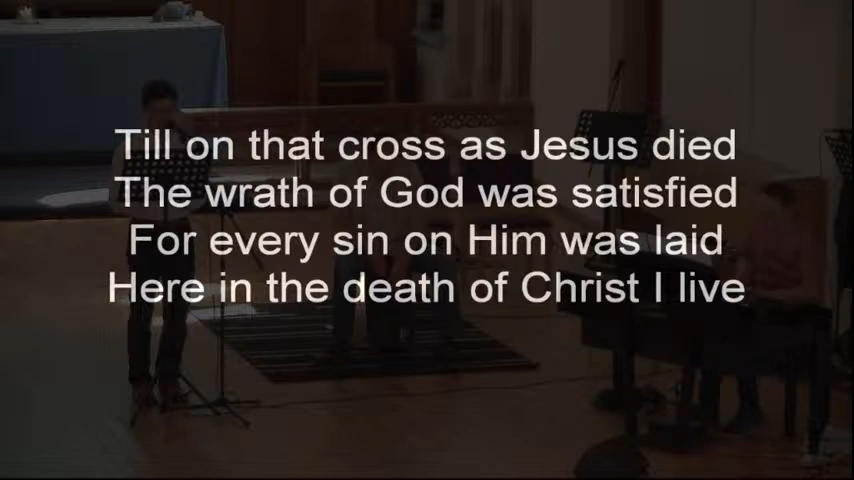 Till on that cross as Jesus died
The wrath of God was satisfied
For every sin on Him was laid
Here in the death of Christ I live